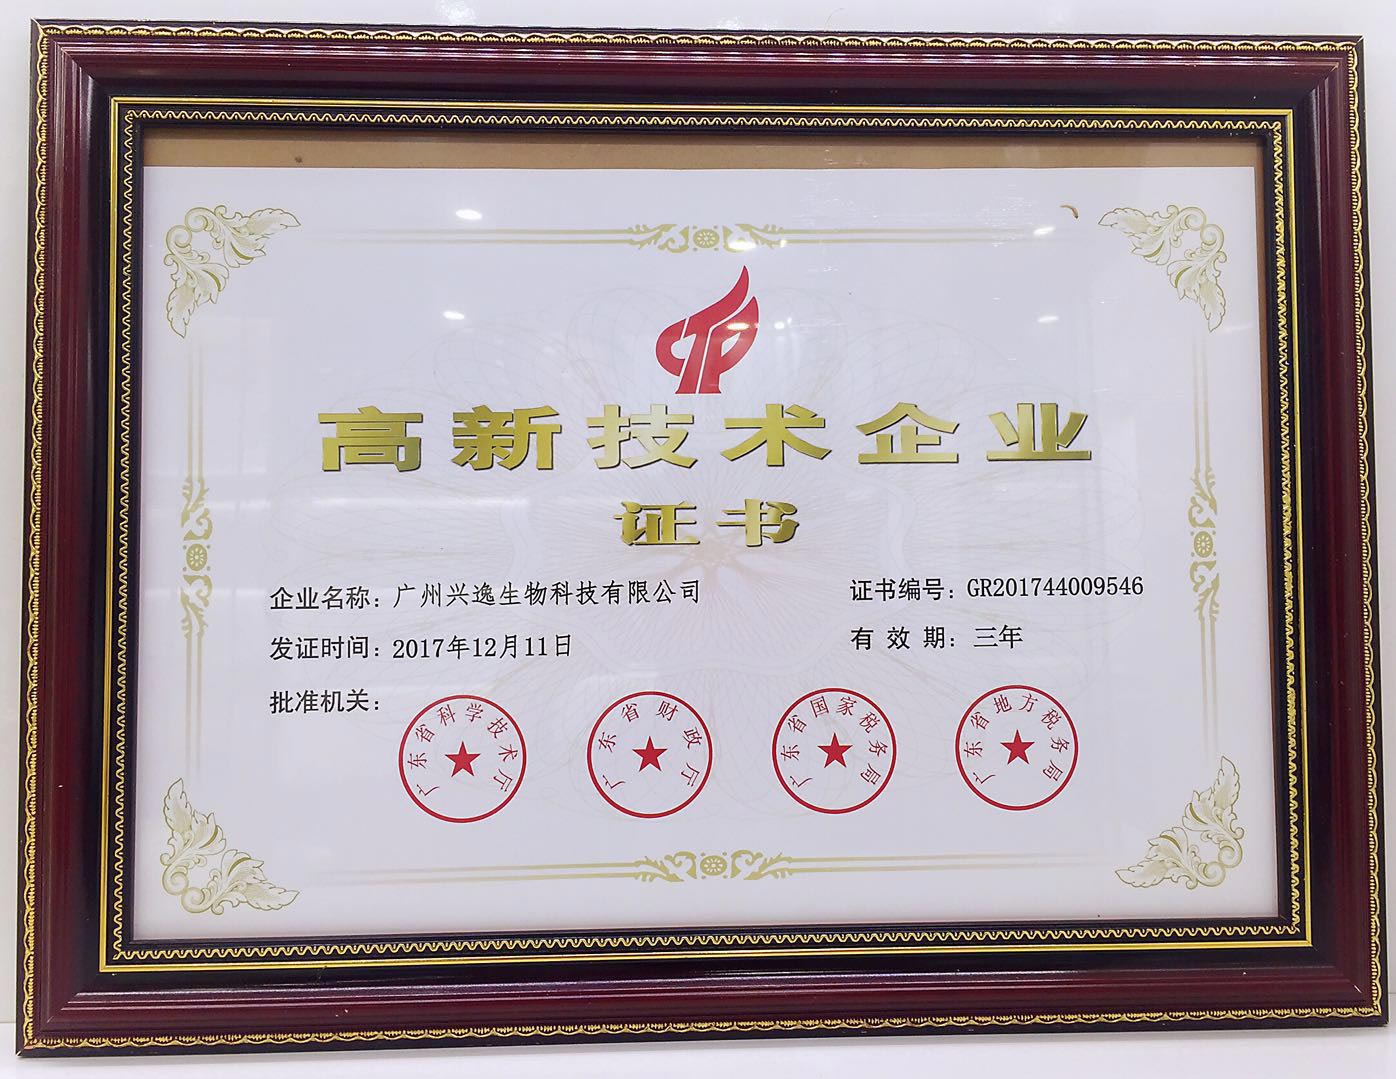 高新技术企业
证书
企业名称：广州兴逸生物科技有限公司
证书编号：GR201744009546
发证时间：2017年12月11日
有效期：三年
批准机关：
广东省科学技术厅
广东省财政厅
广东省国家税务局
广东省地方税务局